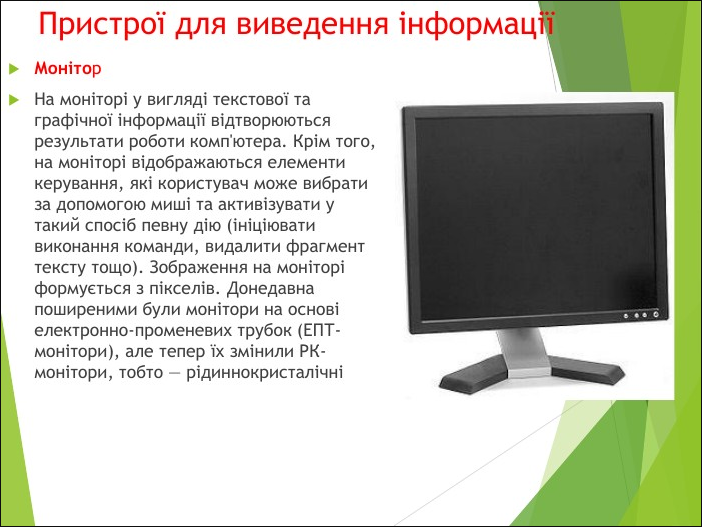 Пристрої для виведення інформації
Монітор
На моніторі у вигляді текстової та
графічної інформації відтворюються
результати роботи комп'ютера. Крім того,
на моніторі відображаються елементи
керування, які користувач може вибрати
за допомогою миші та активізувати у
такий спосіб певну дію (ініціювати
виконання команди, видалити фрагмент
тексту тощо). Зображення на моніторі
формується з пікселів. Донедавна
поширеними були монітори на основі
електронно-променевих трубок (ЕПТ-
монітори), але тепер їх змінили РК-
монітори, тобто — рідиннокристалічні